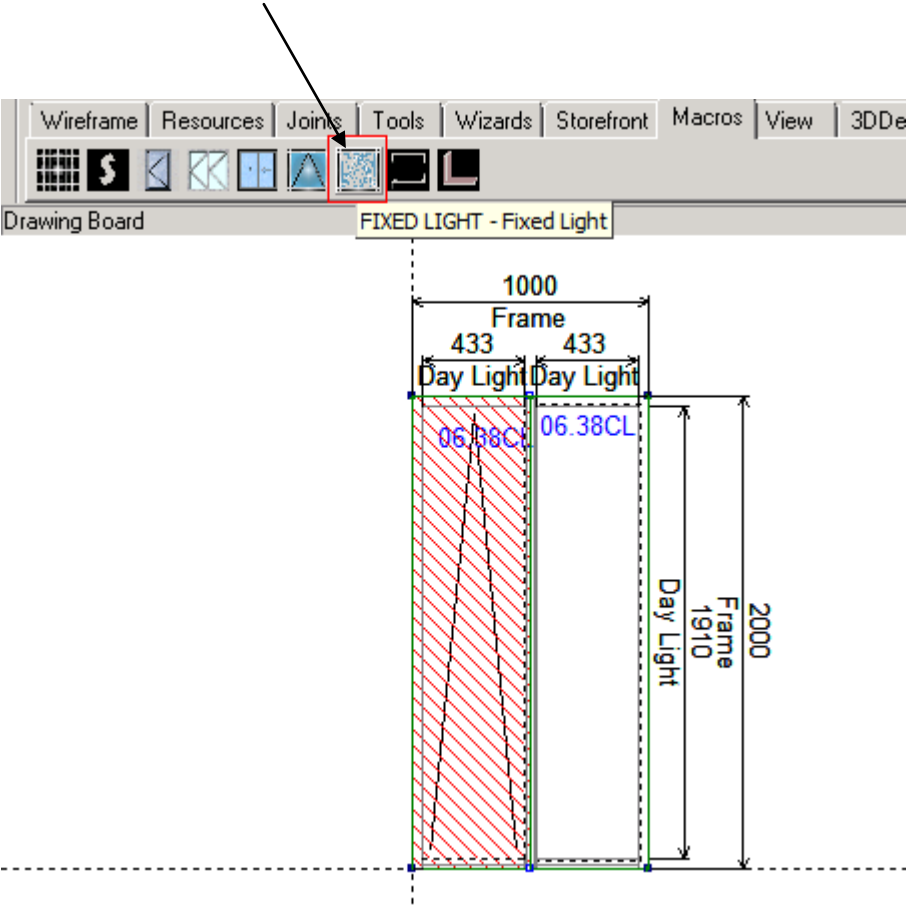 Wireframe Resources Joints Tools Wizards Storefront Macros View 3DDe
Drawing Board
FIXED LIGHT - Fixed Light
1000
Frame
433 433
Day Light Day Light
06.38CL 06.38CL
Day Light
1910
Frame
2000